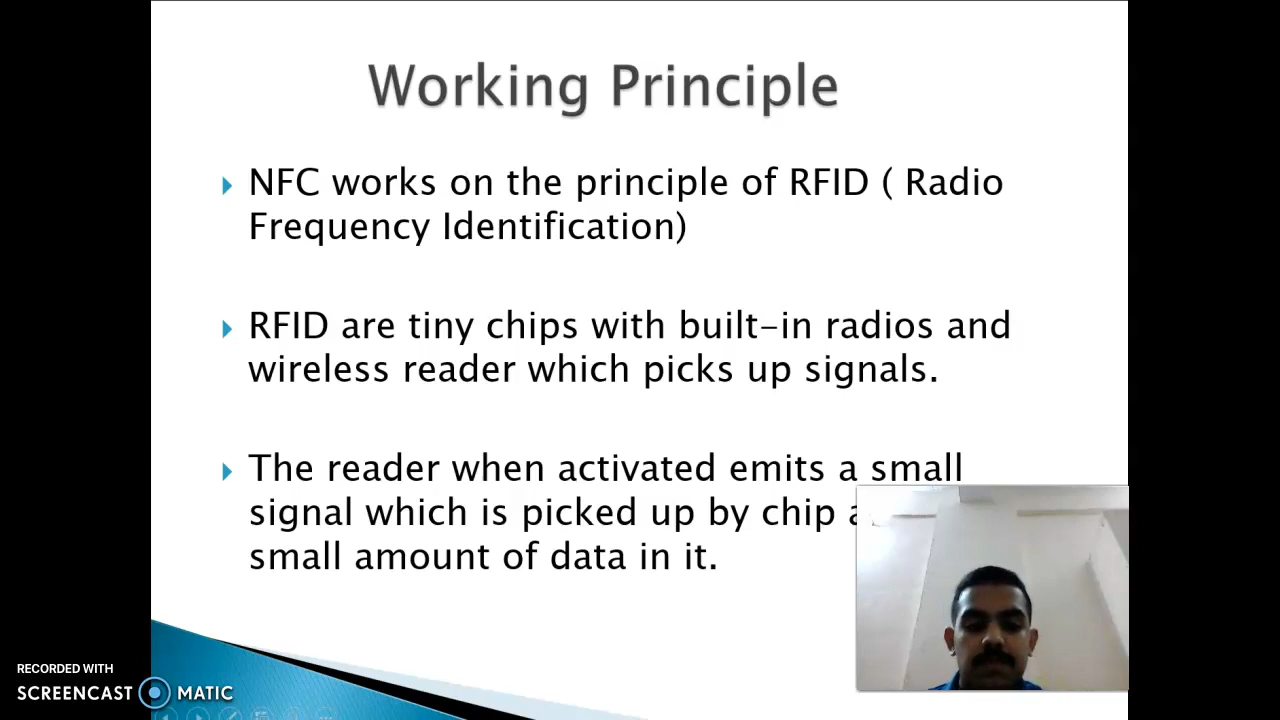 Working Principle
NFC works on the principle of RFID ( Radio
Frequency Identification)
RFID are tiny chips with built-in radios and
wireless reader which picks up signals.
The reader when activated emits a small
signal which is picked up by chip
small amount of data in it.
RECORDED WITH
SCREENCAST MATIC